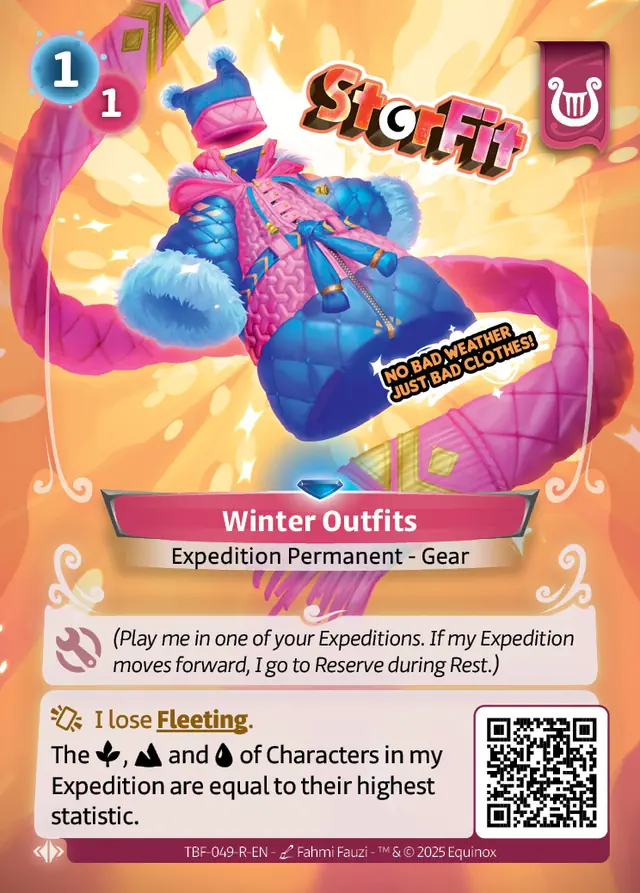 1
1
StarFit
NO BAD WEATHER
JUST BAD CLOTHES!
Winter Outfits
Expedition Permanent - Gear
(Play me in one of your Expeditions. If my Expedition
moves forward, I go to Reserve during Rest.)
I lose Fleeting.
The , and of Characters in my
Expedition are equal to their highest
statistic.
TBF-049-R-EN - Fahmi Fauzi - ™ & © 2025 Equinox